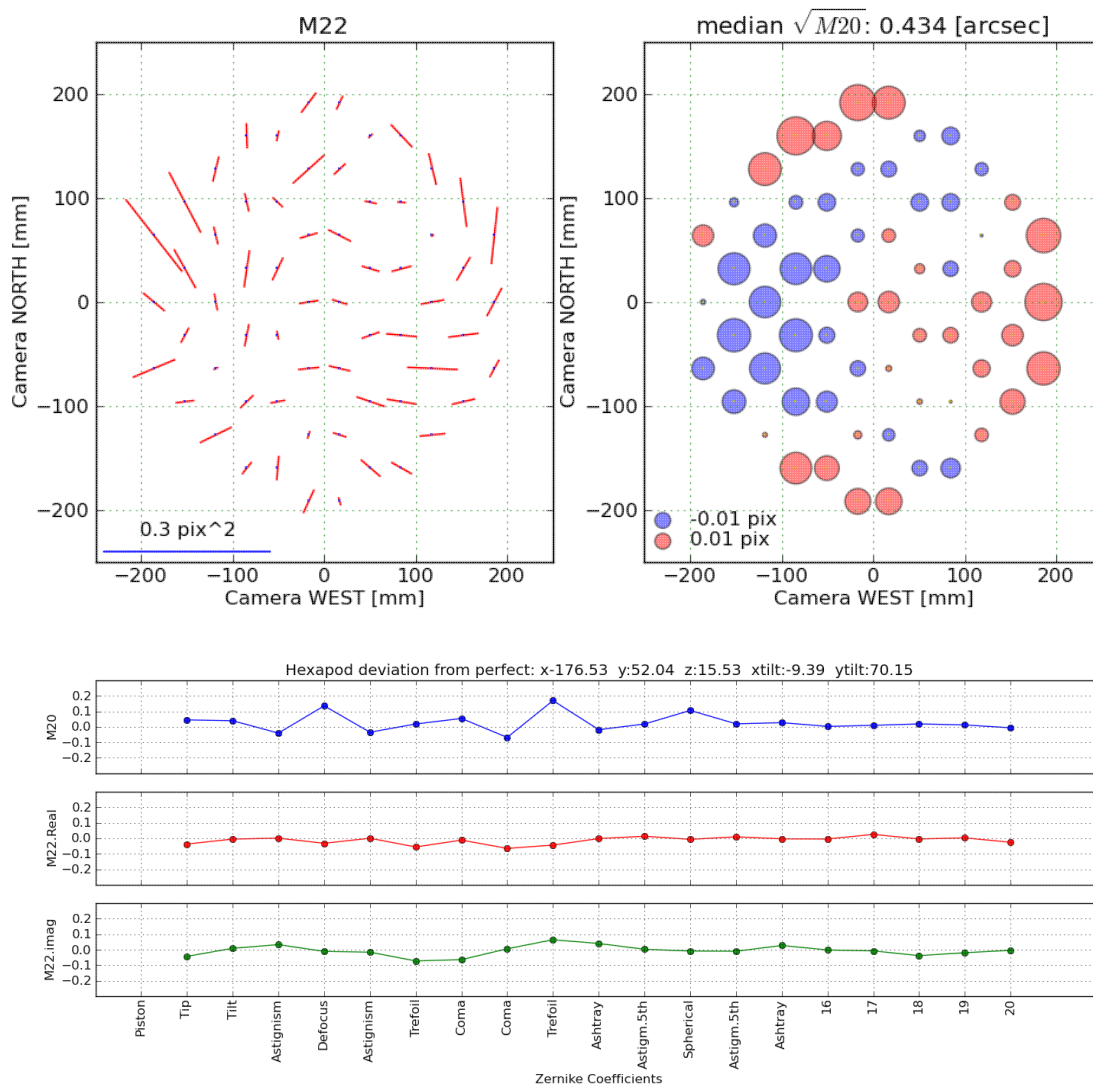 M22
median √M20: 0.434 [arcsec]
Camera NORTH [mm]
200
100
0
−100
−200
0.3 pix^2
−200 −100 0 100 200
Camera WEST [mm]
Camera NORTH [mm]
200
100
0
−100
−200
-0.01 pix
0.01 pix
−200 −100 0 100 200
Camera WEST [mm]
Hexapod deviation from perfect: x-176.53 y:52.04 z:15.53 xtilt:-9.39 ytilt:70.15
M20
0.2
0.1
0.0
−0.1
−0.2
M22.Real
0.2
0.1
0.0
−0.1
−0.2
M22.imag
0.2
0.1
0.0
−0.1
−0.2
Piston
Tip
Tilt
Astignism
Defocus
Astignism
Trefoil
Coma
Coma
Trefoil
Ashtray
Astigm.5th
Spherical
Astigm.5th
Ashtray
16
17
18
19
20
Zernike Coefficients